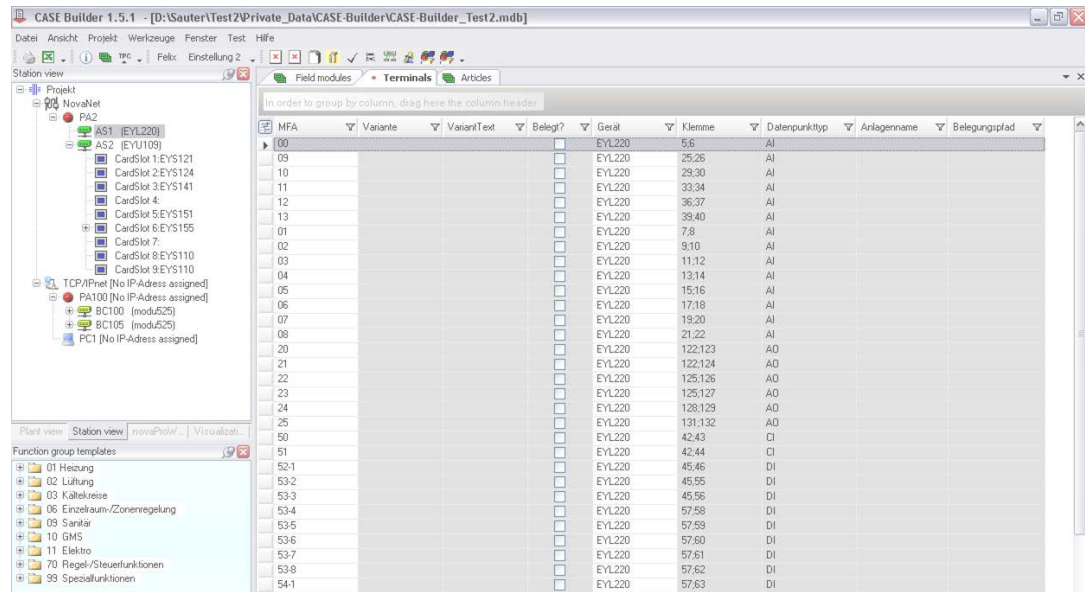 CASE Builder 1.5.1 - [D:\Sauter\Test2\Private_Data\CASE-Builder\CASE-Builder_Test2.mdb]
Datei Ansicht Projekt Werkzeuge Fenster Test Hilfe
TPC Felix Einstellung 2
Station view
Projekt
NovaNet
PA2
AS1 (EYL220)
AS2 (EYU109)
CardSlot 1:EYS121
CardSlot 2:EYS124
CardSlot 3:EYS141
CardSlot 4:
CardSlot 5:EYS151
CardSlot 6:EYS155
CardSlot 7:
CardSlot 8:EYS110
CardSlot 9:EYS110
TCP/IPnet [No IP-Adress assigned]
PA100 [No IP-Adress assigned]
BC100 (modu525)
BC105 (modu525)
PC1 [No IP-Adress assigned]
Plant view Station view novaProW... Visualizati...
Function group templates
01 Heizung
02 Lüftung
03 Kältekreise
06 Einzelraum-/Zonenregelung
09 Sanitär
10 GMS
11 Elektro
70 Regel-/Steuerfunktionen
99 Spezialfunktionen
Field modules Terminals Articles
In order to group by column, drag here the column header
MFA Variante VariantText Belegt? Gerät Klemme Datenpunkttyp Anlagenname Belegungspfad
00 EYL220 5;6 AI
09 EYL220 25;26 AI
10 EYL220 29;30 AI
11 EYL220 33;34 AI
12 EYL220 36;37 AI
13 EYL220 39;40 AI
01 EYL220 7;8 AI
02 EYL220 9;10 AI
03 EYL220 11;12 AI
04 EYL220 13;14 AI
05 EYL220 15;16 AI
06 EYL220 17;18 AI
07 EYL220 19;20 AI
08 EYL220 21;22 AI
20 EYL220 122;123 AO
21 EYL220 122;124 AO
22 EYL220 125;126 AO
23 EYL220 125;127 AO
24 EYL220 128;129 AO
25 EYL220 131;132 AO
50 EYL220 42;43 CI
51 EYL220 42;44 CI
52-1 EYL220 45;46 DI
53-2 EYL220 45;55 DI
53-3 EYL220 45;56 DI
53-4 EYL220 57;58 DI
53-5 EYL220 57;59 DI
53-6 EYL220 57;60 DI
53-7 EYL220 57;61 DI
53-8 EYL220 57;62 DI
54-1 EYL220 57;63 DI